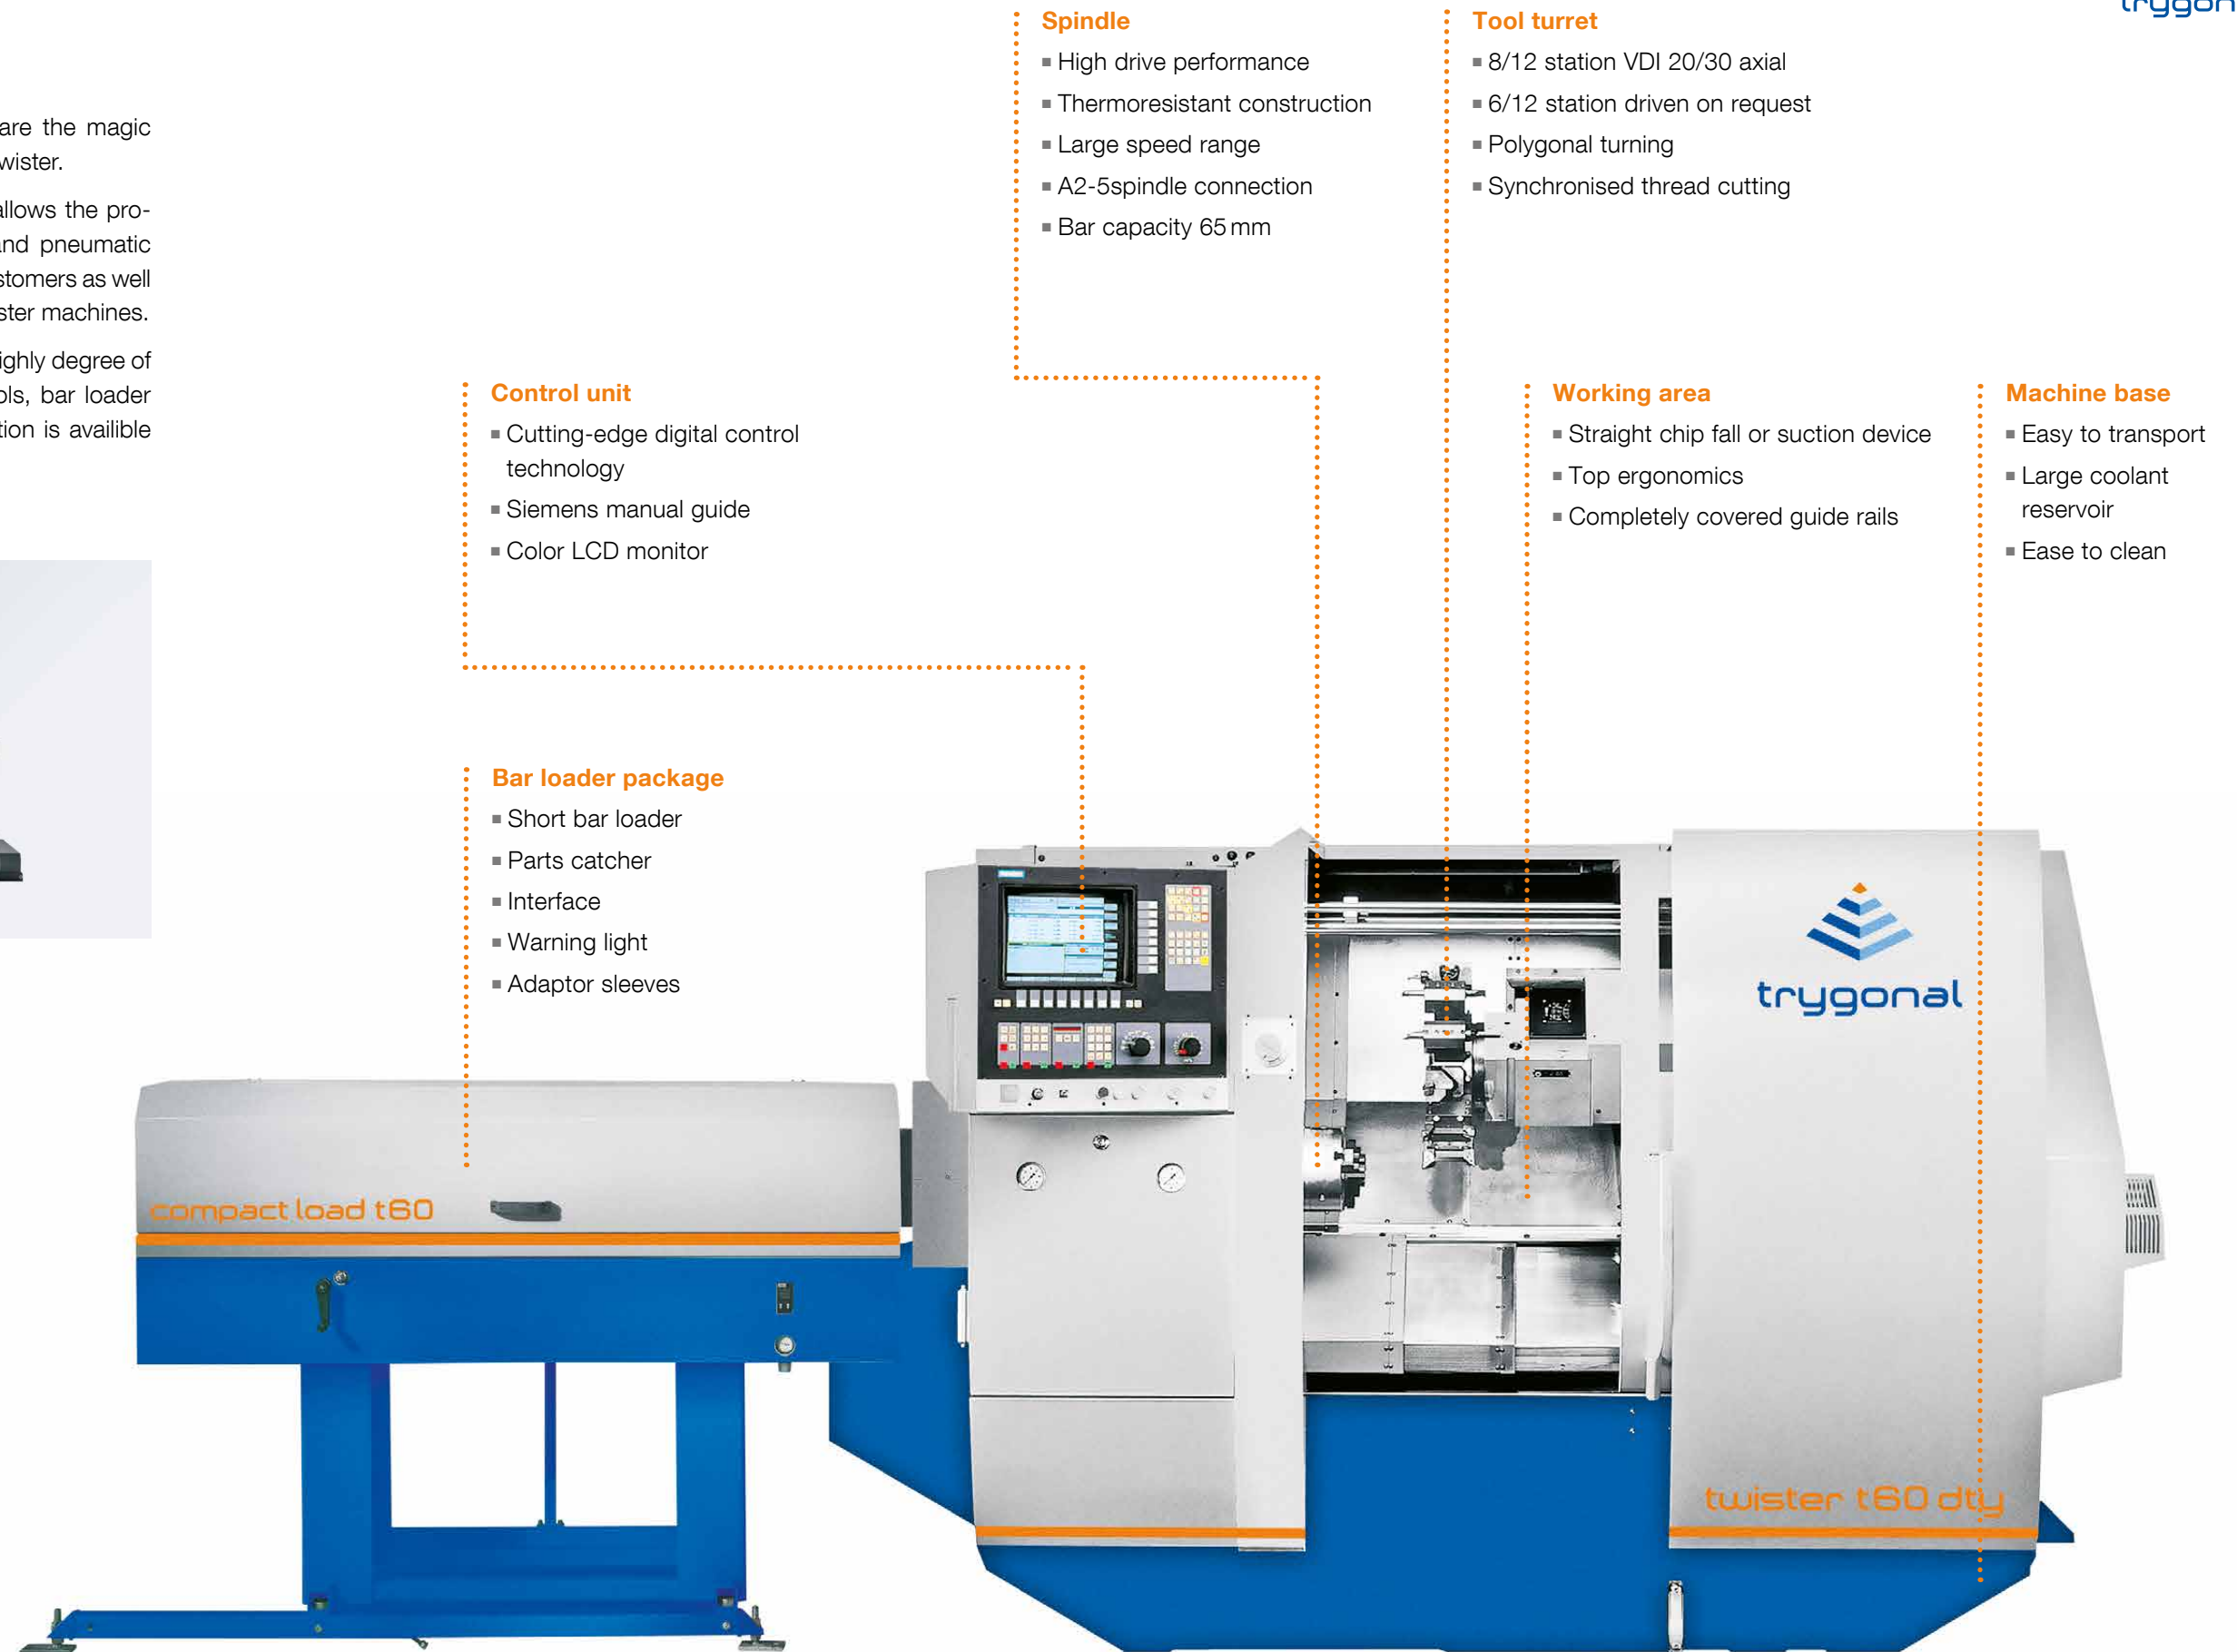 trygon
are the magic
wister.
allows the pro-
and pneumatic
stomers as well
ster machines.
ighly degree of
ols, bar loader
tion is availible
Spindle
High drive performance
Thermoresistant construction
Large speed range
A2-5spindle connection
Bar capacity 65 mm
Tool turret
8/12 station VDI 20/30 axial
6/12 station driven on request
Polygonal turning
Synchronised thread cutting
Control unit
Cutting-edge digital control
technology
Siemens manual guide
Color LCD monitor
Working area
Straight chip fall or suction device
Top ergonomics
Completely covered guide rails
Machine base
Easy to transport
Large coolant
reservoir
Ease to clean
Bar loader package
Short bar loader
Parts catcher
Interface
Warning light
Adaptor sleeves
trygonal
compact load t60
twister t60 dty